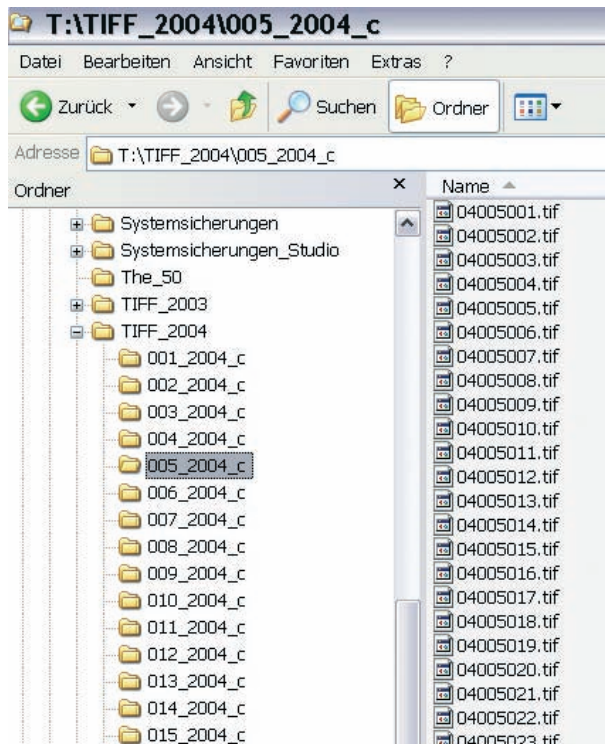 T:\TIFF_2004\005_2004_c
Datei Bearbeiten Ansicht Favoriten Extras ?
Zurück Suchen Ordner
Adresse T:\TIFF_2004\005_2004_c
Ordner
Systemsicherungen
Systemsicherungen_Studio
The_50
TIFF_2003
TIFF_2004
001_2004_c
002_2004_c
003_2004_c
004_2004_c
005_2004_c
006_2004_c
007_2004_c
008_2004_c
009_2004_c
010_2004_c
011_2004_c
012_2004_c
013_2004_c
014_2004_c
015_2004_c
Name
04005001.tif
04005002.tif
04005003.tif
04005004.tif
04005005.tif
04005006.tif
04005007.tif
04005008.tif
04005009.tif
04005010.tif
04005011.tif
04005012.tif
04005013.tif
04005014.tif
04005015.tif
04005016.tif
04005017.tif
04005018.tif
04005019.tif
04005020.tif
04005021.tif
04005022.tif
04005023.tif